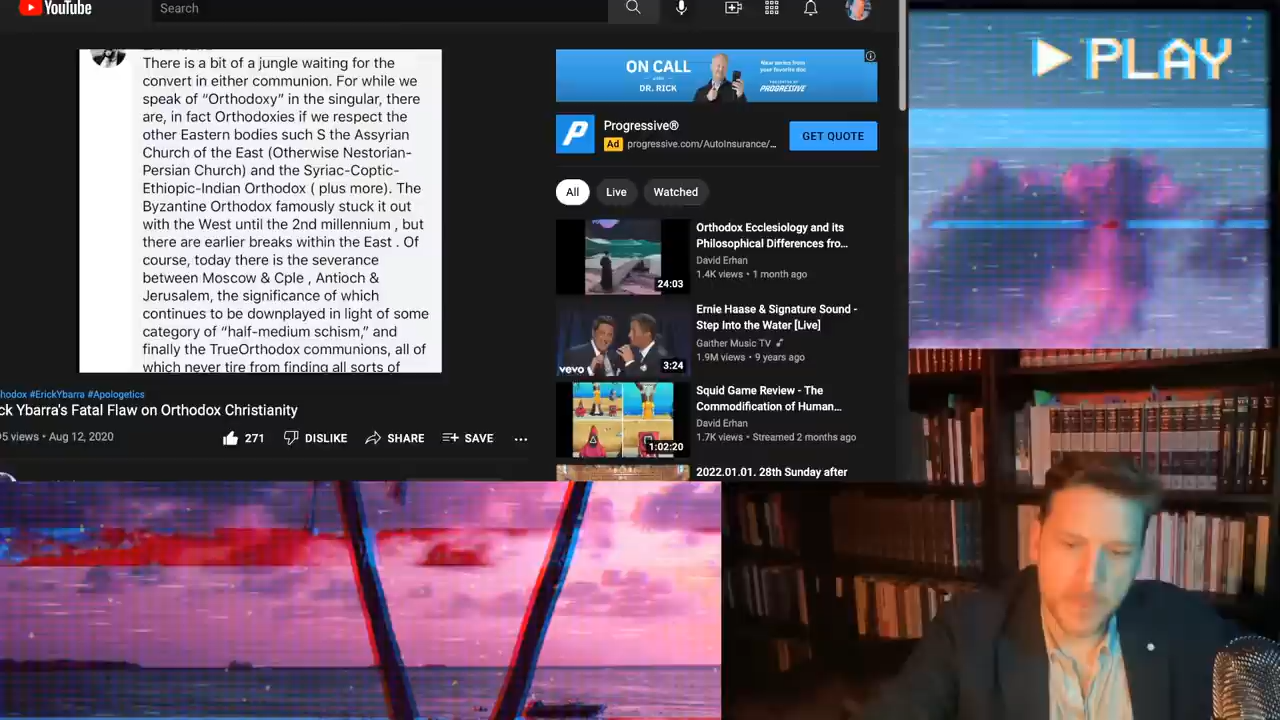 YouTube
Search
There is a bit of a jungle waiting for the
convert in either communion. For while we
speak of “Orthodoxy” in the singular, there
are, in fact Orthodoxies if we respect the
other Eastern bodies such S the Assyrian
Church of the East (Otherwise Nestorian-
Persian Church) and the Syriac-Coptic-
Ethiopic-Indian Orthodox ( plus more). The
Byzantine Orthodox famously stuck it out
with the West until the 2nd millennium , but
there are earlier breaks within the East . Of
course, today there is the severance
between Moscow & Cple , Antioch &
Jerusalem, the significance of which
continues to be downplayed in light of some
category of “half-medium schism,” and
finally the TrueOrthodox communions, all of
which never tire from finding all sorts of
hodox #ErickYbarra #Apologetics
ck Ybarra's Fatal Flaw on Orthodox Christianity
5 views • Aug 12, 2020
271
DISLIKE
SHARE
SAVE
ON CALL
DR. RICK
New series from
your favorite doc
PROGRESSIVE
Progressive®
Ad progressive.com/AutoInsurance/...
GET QUOTE
All
Live
Watched
Orthodox Ecclesiology and its
Philosophical Differences fro...
David Erhan
1.4K views • 1 month ago
24:03
Ernie Haase & Signature Sound -
Step Into the Water [Live]
Gaither Music TV
1.9M views • 9 years ago
vevo
3:24
Squid Game Review - The
Commodification of Human...
David Erhan
1.7K views • Streamed 2 months ago
1:02:20
2022.01.01. 28th Sunday after
PLAY